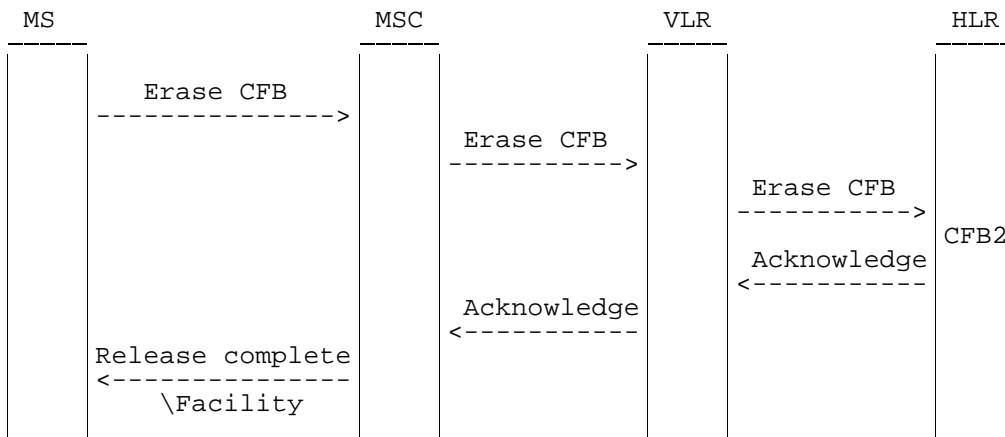 MS MSC VLR HLR
Erase CFB
--------------->
Erase CFB
----------->
Erase CFB
----------->
CFB2
Acknowledge
<-----------
Acknowledge
<-----------
Release complete
<---------------
\Facility